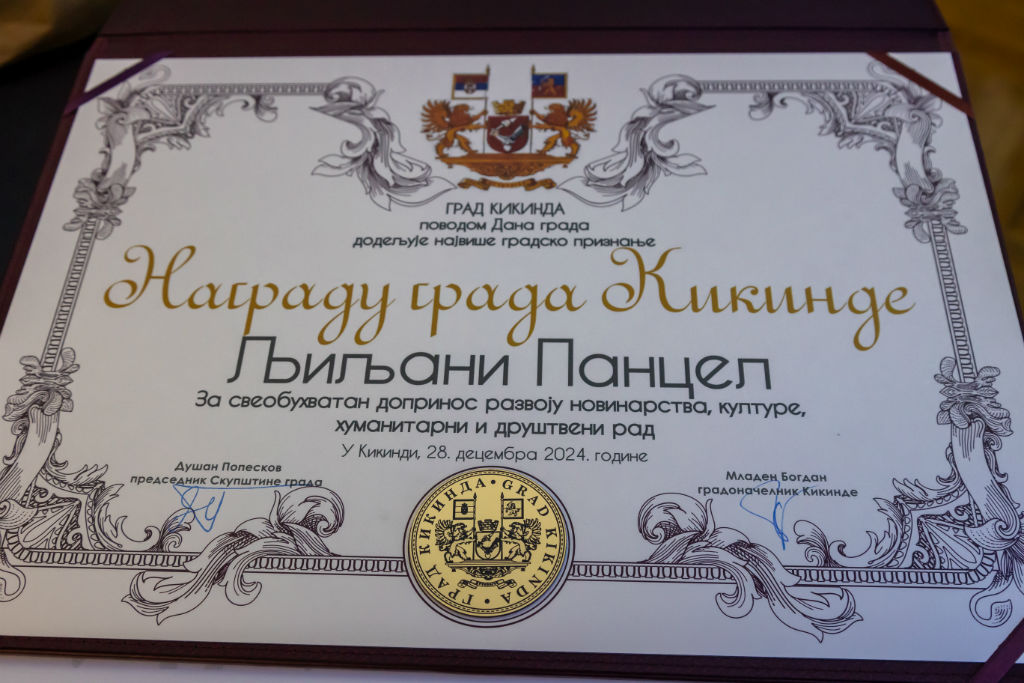 ГРАД КИКИНДА
поводом Дана града
додељује највише градско признање
Награду града Кикинде
Љиљани Панцел
За свеобухватан допринос развоју новинарства, културе,
хуманитарни и друштвени рад
У Кикинди, 28. децембра 2024. године
Душан Попесков
председник Скупштине града
Младен Богдан
градоначелник Кикинде
ГРАД КИКИНДА • GRAD KIKINDA •